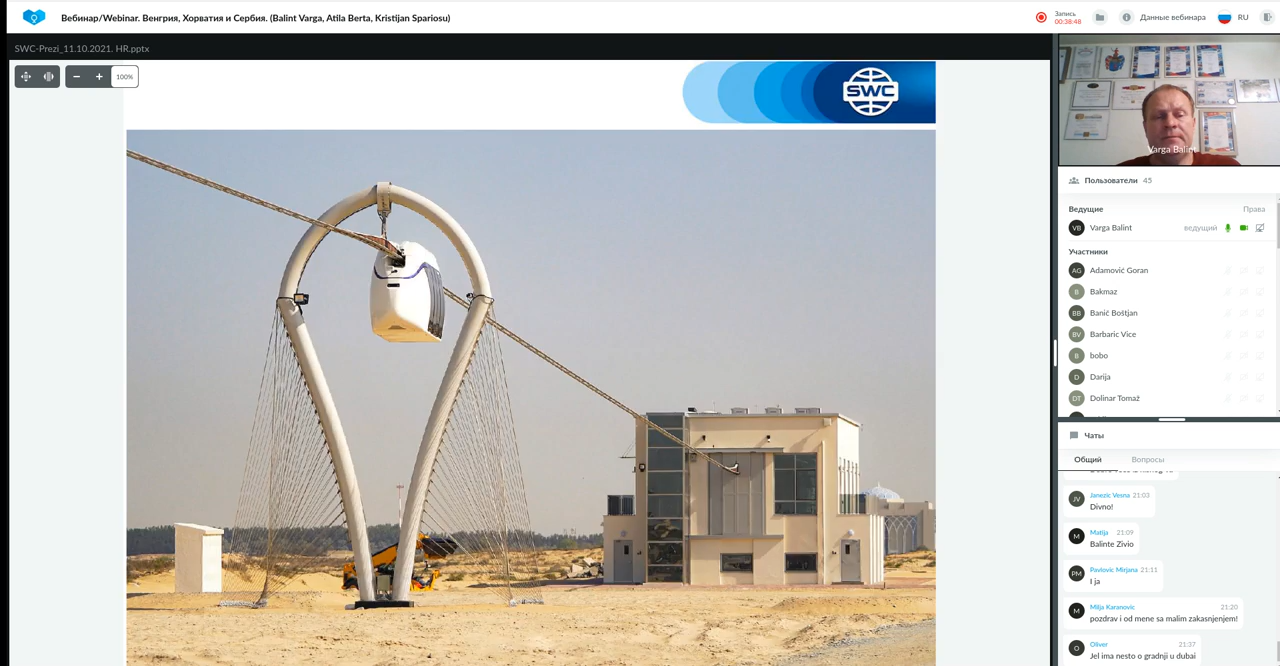 Вебинар/Webinar. Венгрия, Хорватия и Сербия. (Balint Varga, Atila Berta, Kristijan Spariosu)
Запись
00:38:48
Данные вебинара
RU
SWC-Prezi_11.10.2021. HR.pptx
100%
SWC
Varga Balint
Пользователи 45
Ведущие Права
VB Varga Balint ведущий
Участники
AG Adamović Goran
B Bakmaz
BB Banić Boštjan
BV Barbaric Vice
B bobo
D Darija
DT Dolinar Tomaž
Чаты
Общий Вопросы
JV Janezic Vesna 21:03
Divno!
M Matija 21:09
Balinte Zivio
PM Pavlovic Mirjana 21:11
I ja
M Milja Karanovic 21:20
pozdrav i od mene sa malim zakasnjenjem!
O Oliver 21:37
Jel ima nesto o gradnji u dubai